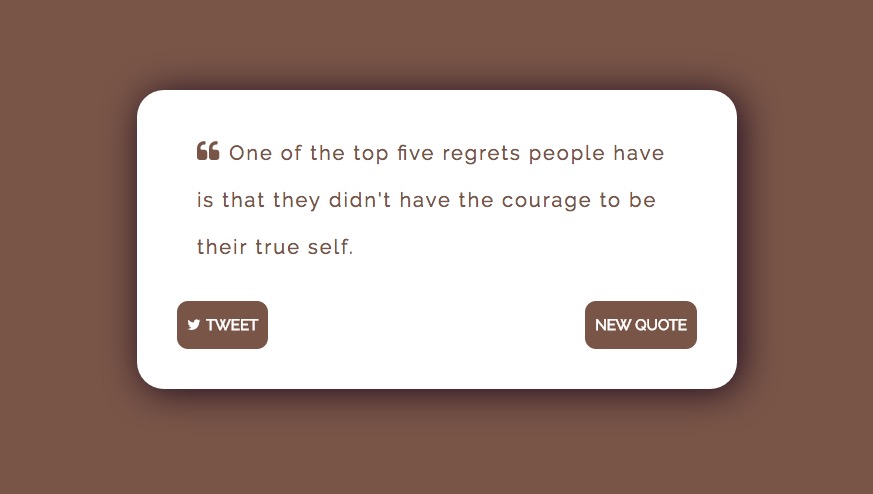 ❝ One of the top five regrets people have
is that they didn't have the courage to be
their true self.
TWEET
NEW QUOTE